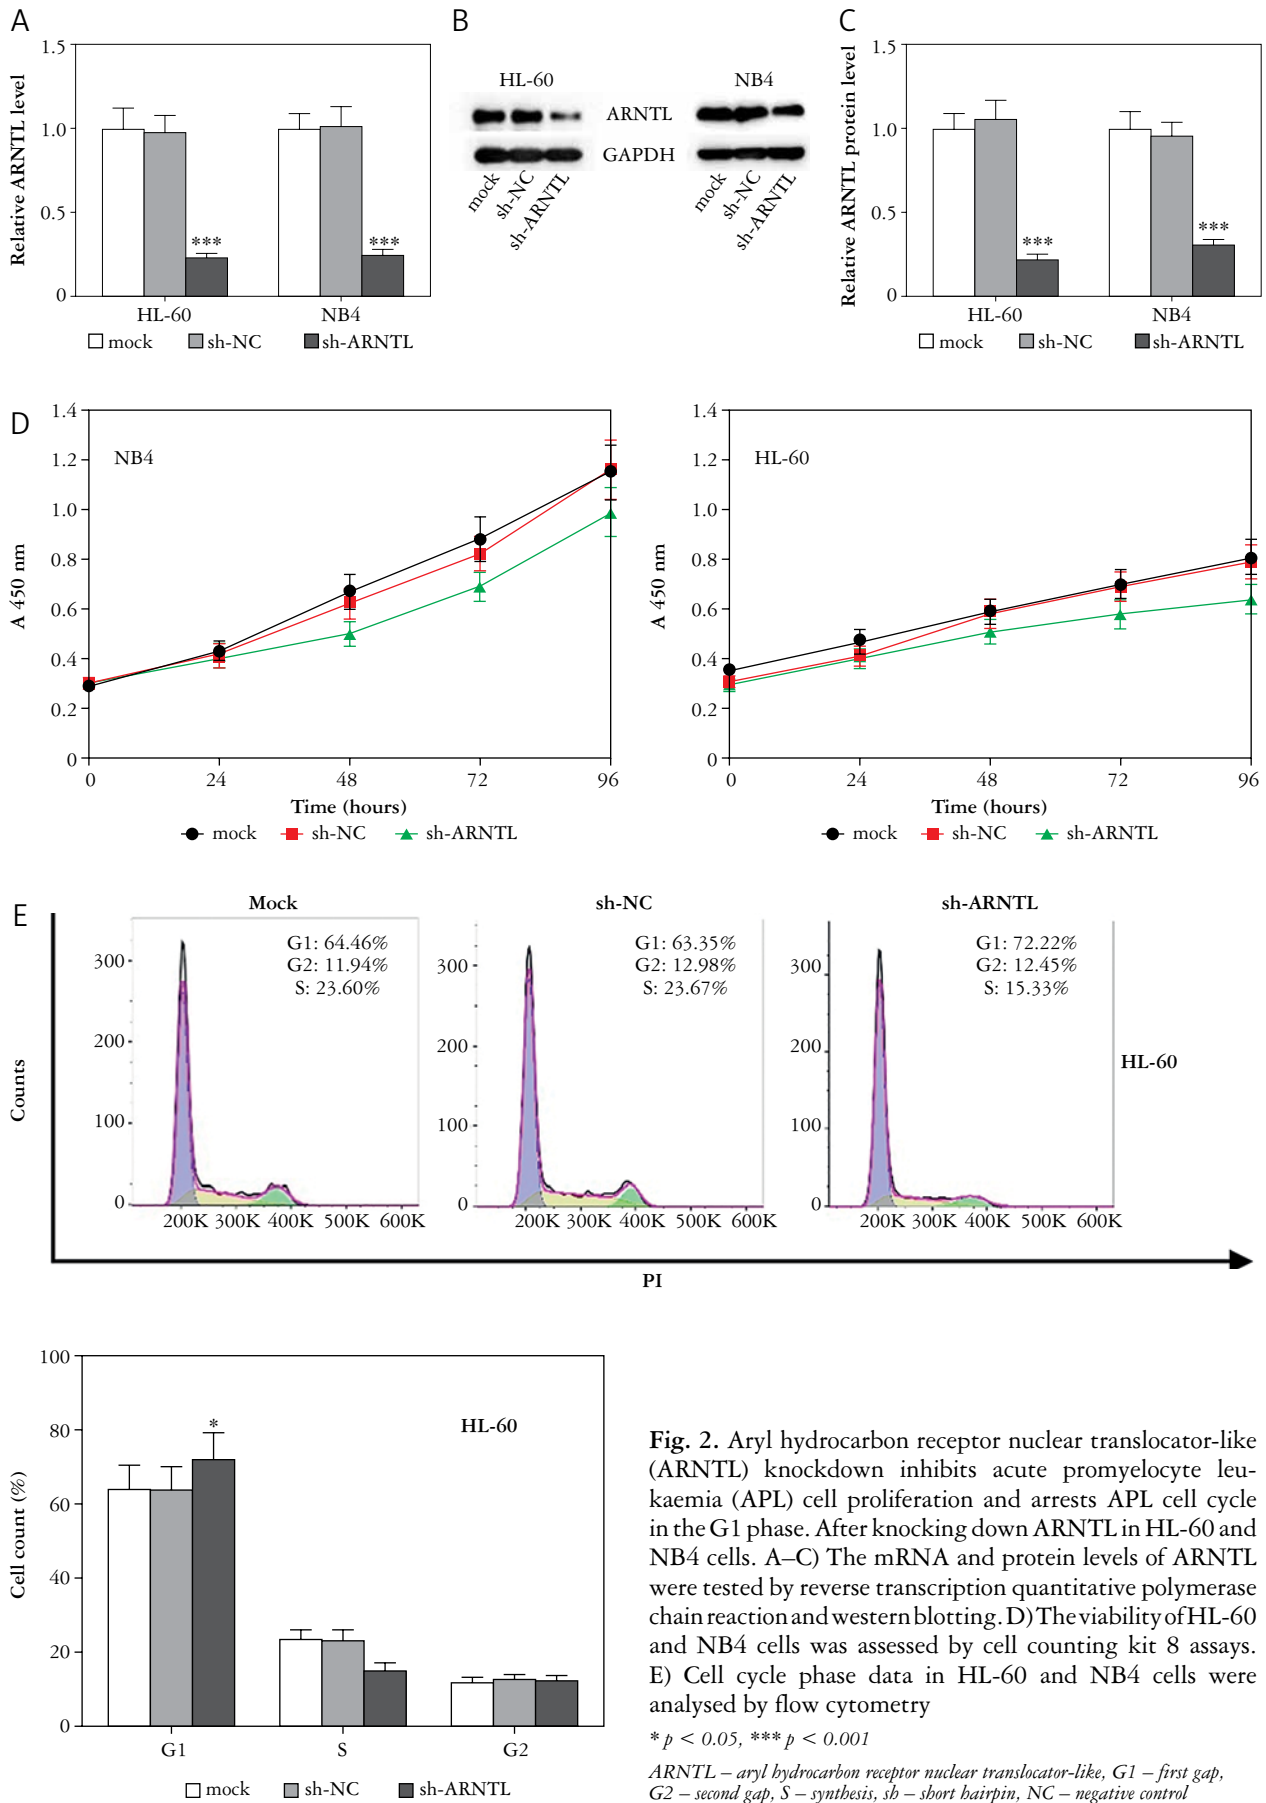 A
B
C
1.5
1.0
0.5
0
Relative ARNTL level
***
***
HL-60
NB4
mock
sh-NC
sh-ARNTL
HL-60
NB4
ARNTL
GAPDH
mock
sh-NC
sh-ARNTL
mock
sh-NC
sh-ARNTL
1.5
1.0
0.5
0
Relative ARNTL protein level
***
***
HL-60
NB4
mock
sh-NC
sh-ARNTL
D
1.4
1.2
1.0
0.8
0.6
0.4
0.2
0
A 450 nm
NB4
0 24 48 72 96
Time (hours)
mock
sh-NC
sh-ARNTL
1.4
1.2
1.0
0.8
0.6
0.4
0.2
0
A 450 nm
HL-60
0 24 48 72 96
Time (hours)
mock
sh-NC
sh-ARNTL
E
Counts
Mock
G1: 64.46%
G2: 11.94%
S: 23.60%
300
200
100
0
200K 300K 400K 500K 600K
sh-NC
G1: 63.35%
G2: 12.98%
S: 23.67%
300
200
100
0
200K 300K 400K 500K 600K
sh-ARNTL
G1: 72.22%
G2: 12.45%
S: 15.33%
300
200
100
0
200K 300K 400K 500K 600K
HL-60
PI
100
80
60
40
20
0
Cell count (%)
*
HL-60
G1 S G2
mock
sh-NC
sh-ARNTL
Fig. 2. Aryl hydrocarbon receptor nuclear translocator-like
(ARNTL) knockdown inhibits acute promyelocyte leu-
kaemia (APL) cell proliferation and arrests APL cell cycle
in the G1 phase. After knocking down ARNTL in HL-60 and
NB4 cells. A–C) The mRNA and protein levels of ARNTL
were tested by reverse transcription quantitative polymerase
chain reaction and western blotting. D) The viability of HL-60
and NB4 cells was assessed by cell counting kit 8 assays.
E) Cell cycle phase data in HL-60 and NB4 cells were
analysed by flow cytometry
* p < 0.05, *** p < 0.001
ARNTL – aryl hydrocarbon receptor nuclear translocator-like, G1 – first gap,
G2 – second gap, S – synthesis, sh – short hairpin, NC – negative control